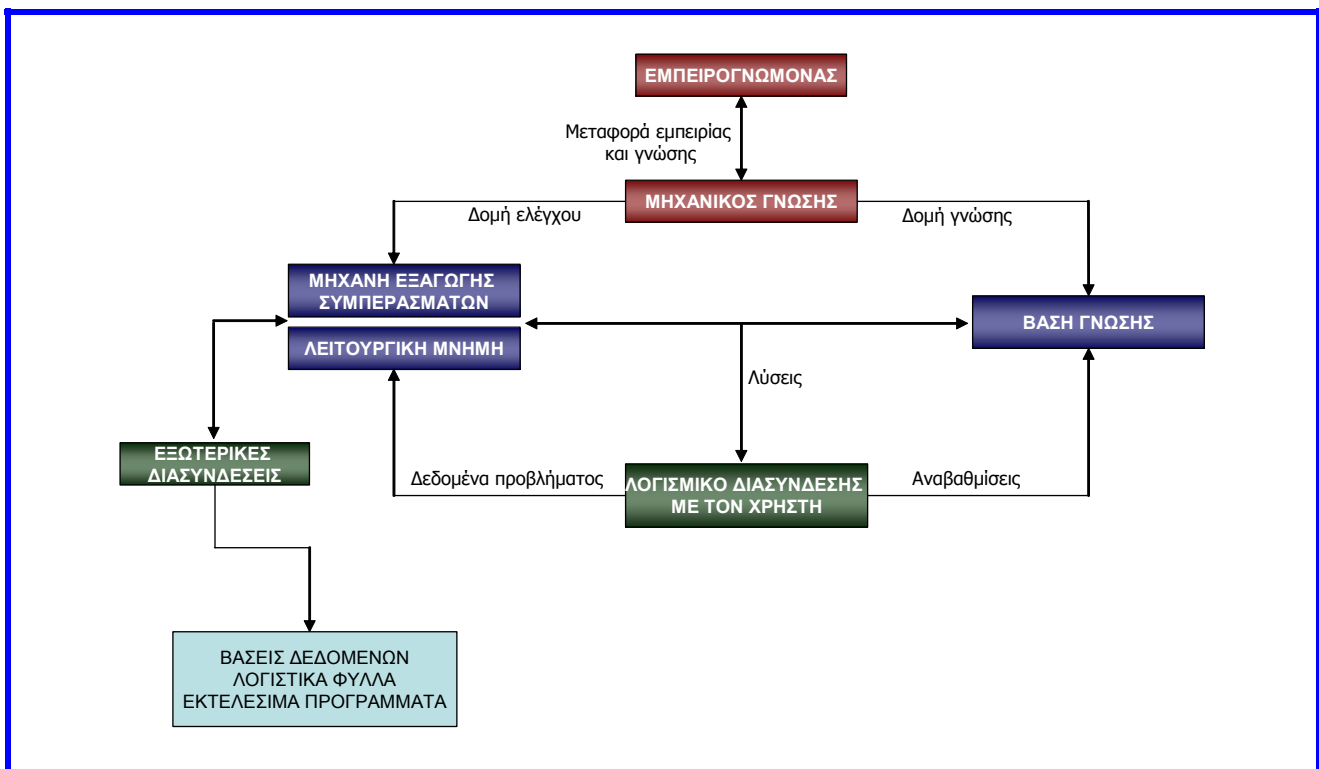 ΕΜΠΕΙΡΟΓΝΩΜΟΝΑΣ
Μεταφορά εμπειρίας
και γνώσης
ΜΗΧΑΝΙΚΟΣ ΓΝΩΣΗΣ
Δομή ελέγχου
Δομή γνώσης
ΜΗΧΑΝΗ ΕΞΑΓΩΓΗΣ
ΣΥΜΠΕΡΑΣΜΑΤΩΝ
ΛΕΙΤΟΥΡΓΙΚΗ ΜΝΗΜΗ
ΒΑΣΗ ΓΝΩΣΗΣ
Λύσεις
ΕΞΩΤΕΡΙΚΕΣ
ΔΙΑΣΥΝΔΕΣΕΙΣ
Δεδομένα προβλήματος
ΛΟΓΙΣΜΙΚΟ ΔΙΑΣΥΝΔΕΣΗΣ
ΜΕ ΤΟΝ ΧΡΗΣΤΗ
Αναβαθμίσεις
ΒΑΣΕΙΣ ΔΕΔΟΜΕΝΩΝ
ΛΟΓΙΣΤΙΚΑ ΦΥΛΛΑ
ΕΚΤΕΛΕΣΙΜΑ ΠΡΟΓΡΑΜΜΑΤΑ